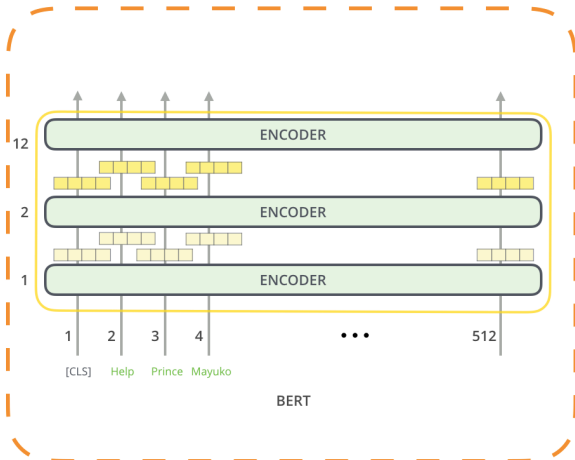 12 ENCODER
2 ENCODER
1 ENCODER
1 2 3 4 ••• 512
[CLS] Help Prince Mayuko
BERT